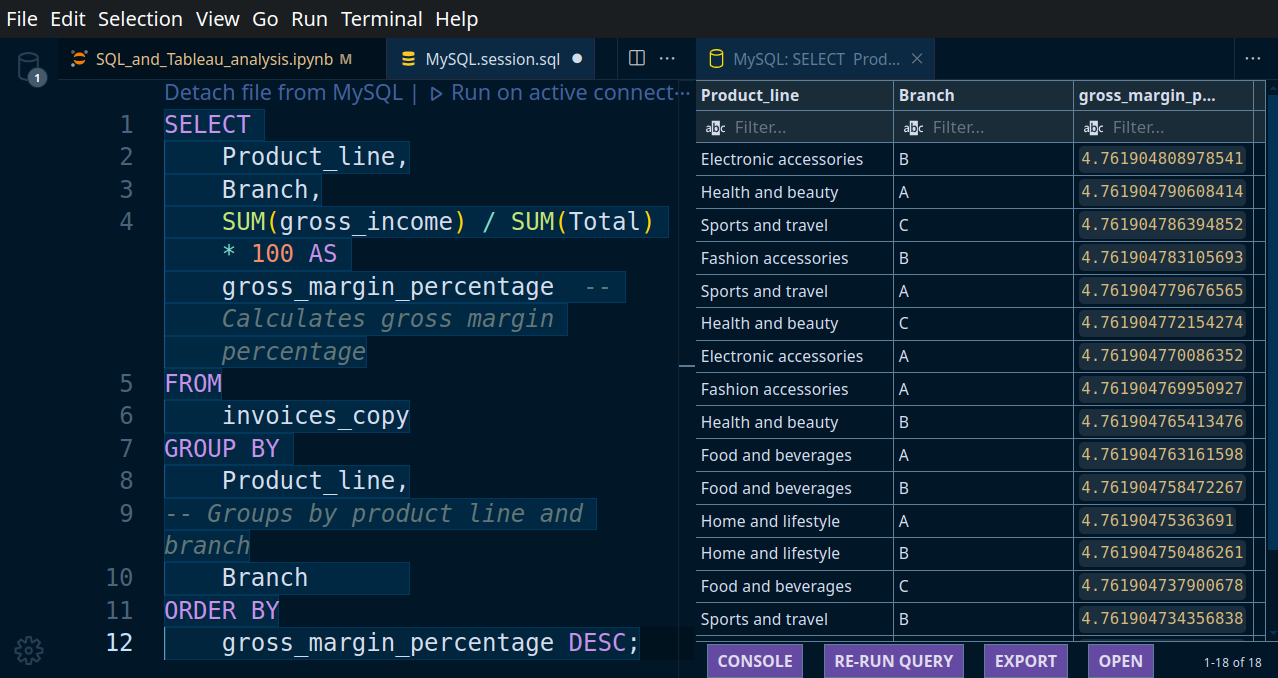 File Edit Selection View Go Run Terminal Help
1
SQL_and_Tableau_analysis.ipynb M
MySQL.session.sql
MySQL: SELECT Prod...
Detach file from MySQL | Run on active connect···
1 SELECT
2 Product_line,
3 Branch,
4 SUM(gross_income) / SUM(Total)
* 100 AS
gross_margin_percentage --
Calculates gross margin
percentage
5 FROM
6 invoices_copy
7 GROUP BY
8 Product_line,
9 -- Groups by product line and
branch
10 Branch
11 ORDER BY
12 gross_margin_percentage DESC;
Product_line Branch gross_margin_p...
abc Filter... abc Filter... abc Filter...
Electronic accessories B 4.761904808978541
Health and beauty A 4.761904790608414
Sports and travel C 4.761904786394852
Fashion accessories B 4.761904783105693
Sports and travel A 4.761904779676565
Health and beauty C 4.761904772154274
Electronic accessories A 4.761904770086352
Fashion accessories A 4.761904769950927
Health and beauty B 4.761904765413476
Food and beverages A 4.761904763161598
Food and beverages B 4.761904758472267
Home and lifestyle A 4.76190475363691
Home and lifestyle B 4.761904750486261
Food and beverages C 4.761904737900678
Sports and travel B 4.761904734356838
CONSOLE RE-RUN QUERY EXPORT OPEN 1-18 of 18